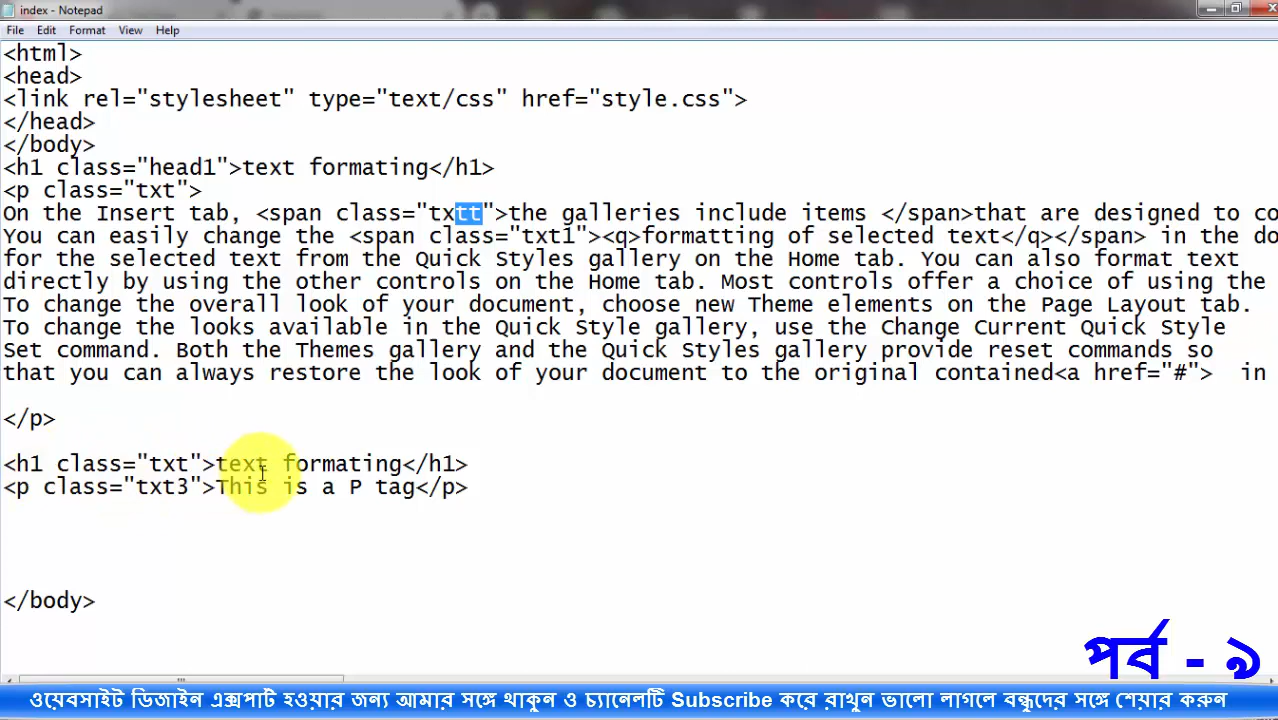 index - Notepad
File Edit Format View Help
<html>
<head>
<link rel="stylesheet" type="text/css" href="style.css">
</head>
</body>
<h1 class="head1">text formating</h1>
<p class="txt">
On the Insert tab, <span class="txtt">the galleries include items </span>that are designed to co
You can easily change the <span class="txt1"><q>formatting of selected text</q></span> in the do
for the selected text from the Quick Styles gallery on the Home tab. You can also format text
directly by using the other controls on the Home tab. Most controls offer a choice of using the
To change the overall look of your document, choose new Theme elements on the Page Layout tab.
To change the looks available in the Quick Style gallery, use the Change Current Quick Style
Set command. Both the Themes gallery and the Quick Styles gallery provide reset commands so
that you can always restore the look of your document to the original contained<a href="#">  in
</p>
<h1 class="txt">text formating</h1>
<p class="txt3">This is a P tag</p>
</body>
পর্ব - ৯
ওয়েবসাইট ডিজাইন এক্সপার্ট হওয়ার জন্য আমার সঙ্গে থাকুন ও চ্যানেলটি Subscribe করে রাখুন ভালো লাগলে বন্ধুদের সঙ্গে শেয়ার করুন